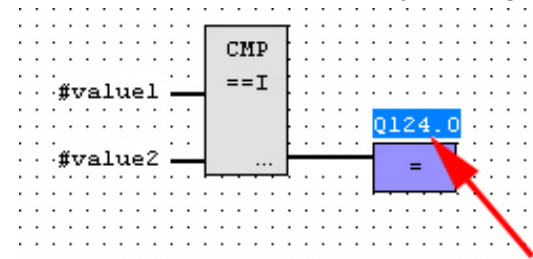 CMP
==I
#value1
Q124.0
#value2
...
=